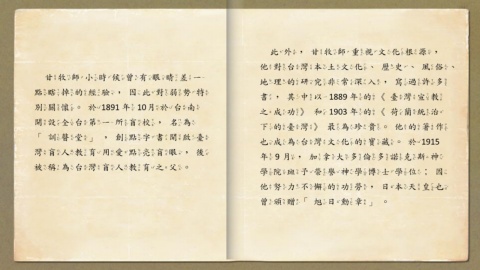 甘牧師小時候曾有眼睛差一
點瞎掉的經驗，因此對弱勢特
別關懷。於1891年10月於台南
開設全台第一所盲校，名為
「訓瞽堂」，創點字書開啟臺
灣盲人教育用愛點亮盲眼，後
被稱為台灣盲人教育之父。
此外，甘牧師重視文化根源，
他對台灣本土文化、歷史、風俗、
地理的研究非常深入，寫過許多
書，其中以1889年的《臺灣宣教
之成功》和1903年的《荷蘭統治
下的臺灣》最為珍貴。他的著作
也成為台灣文化的寶藏。於1915
年9月，加拿大多倫多諾克斯神
學院頒予榮譽神學博士學位；因
他努力不懈的功勞，日本天皇也
曾頒贈「旭日勳章」。